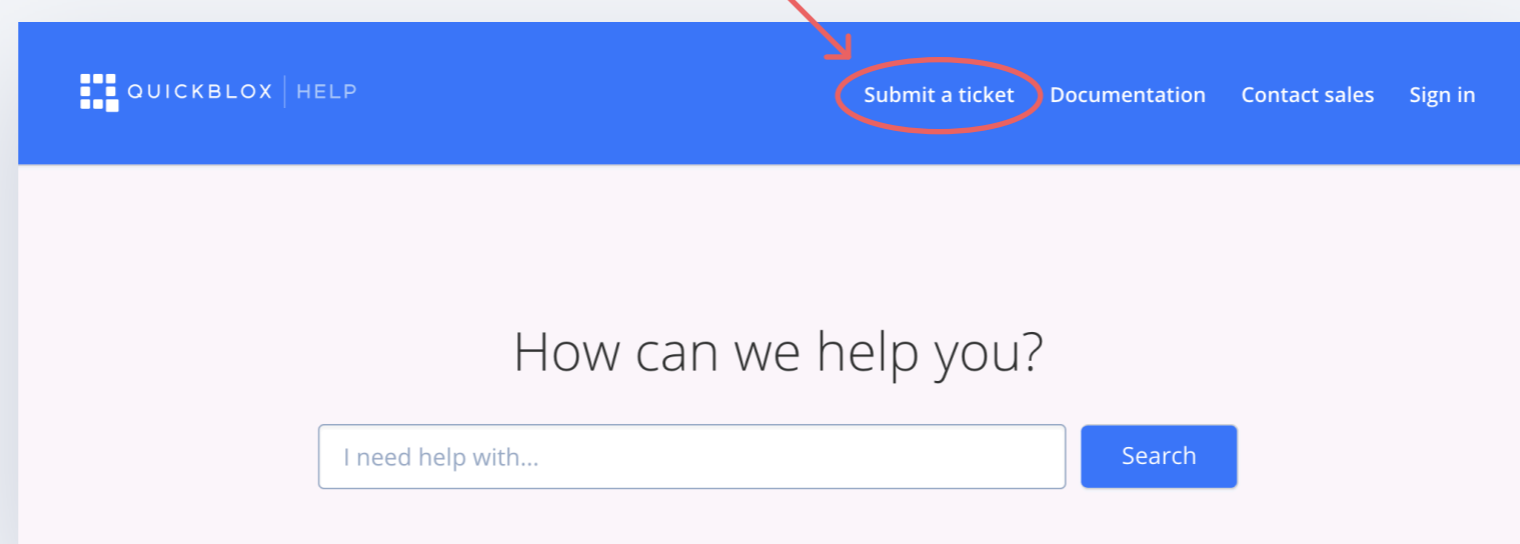 QUICKBLOX | HELP
Submit a ticket Documentation Contact sales Sign in
How can we help you?
I need help with...
Search